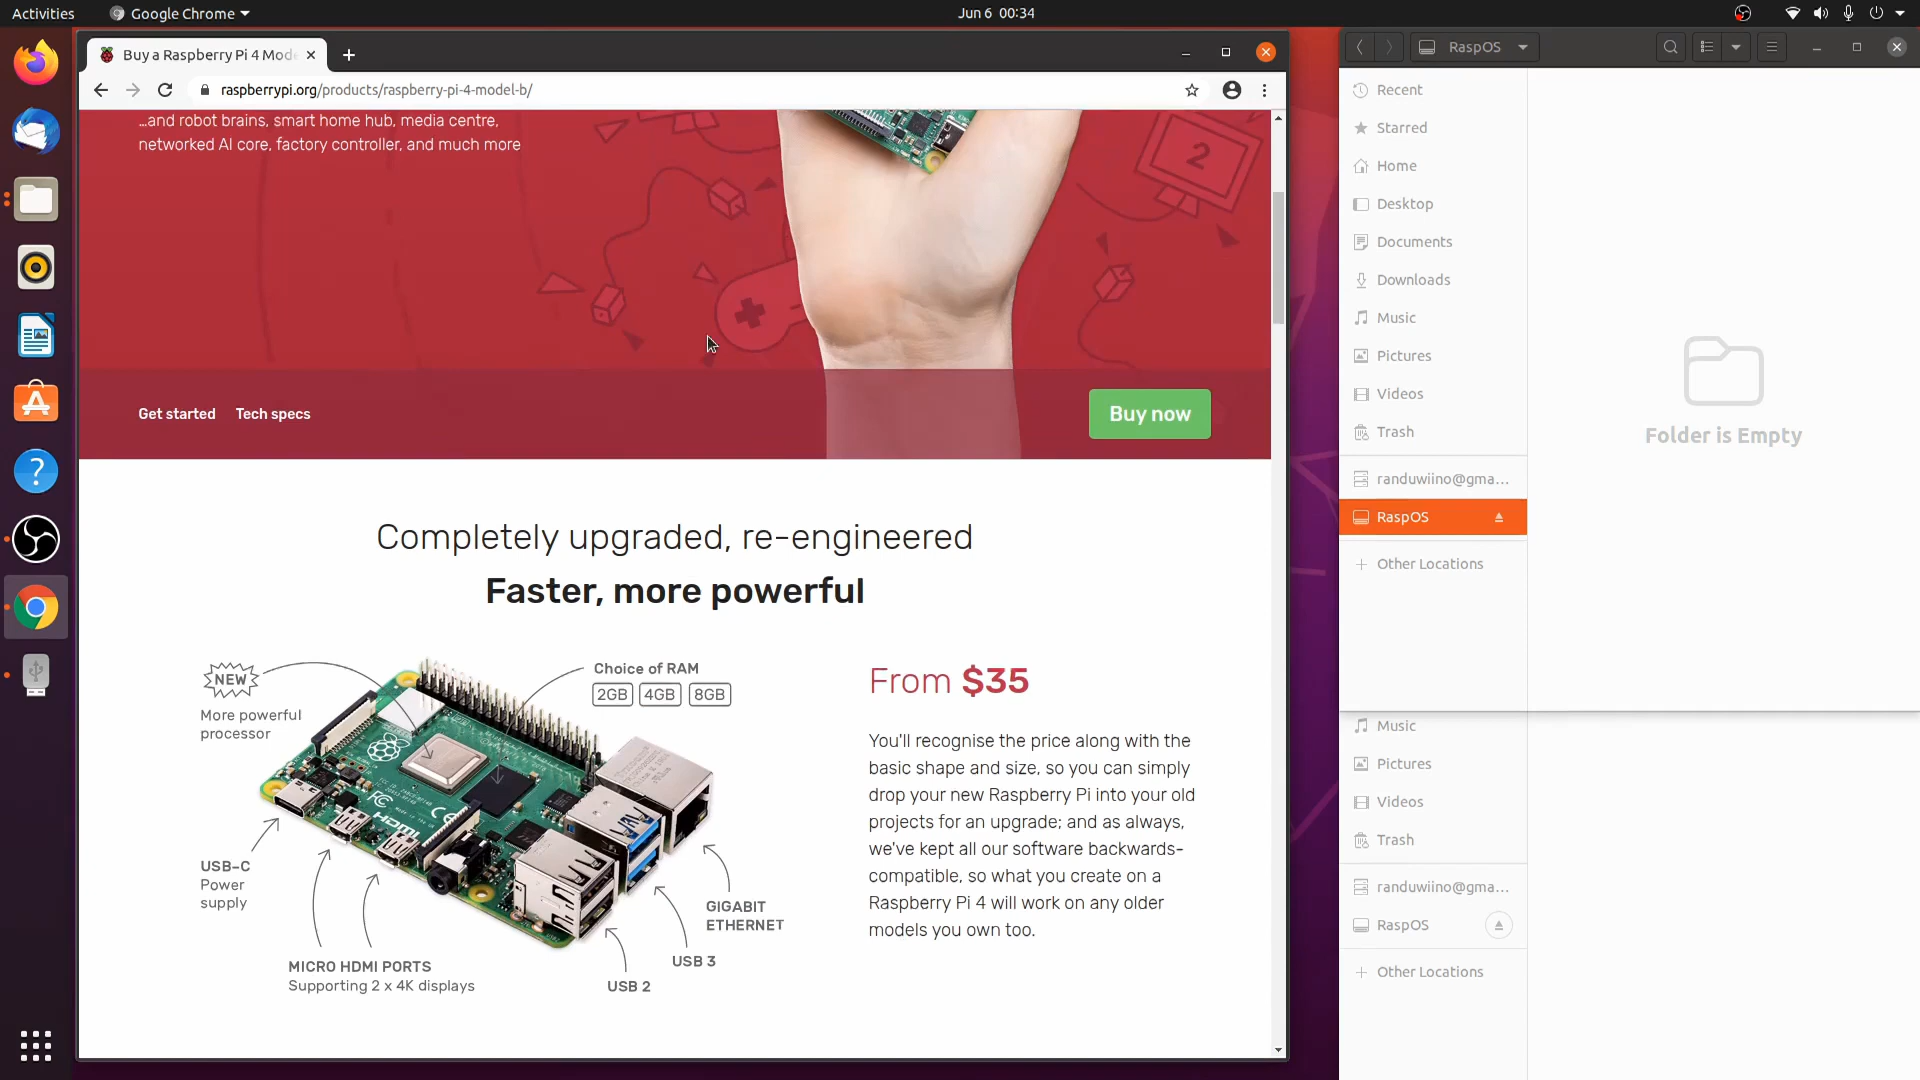 Activities
Google Chrome
Jun 6 00:34
Buy a Raspberry Pi 4 Mode
raspberrypi.org/products/raspberry-pi-4-model-b/
...and robot brains, smart home hub, media centre,
networked AI core, factory controller, and much more
2
Get started
Tech specs
Buy now
Completely upgraded, re-engineered
Faster, more powerful
NEW
More powerful
processor
Choice of RAM
2GB 4GB 8GB
USB-C
Power
supply
MICRO HDMI PORTS
Supporting 2 x 4K displays
USB 2
USB 3
GIGABIT
ETHERNET
HDMI
FC CE
From $35
You'll recognise the price along with the
basic shape and size, so you can simply
drop your new Raspberry Pi into your old
projects for an upgrade; and as always,
we've kept all our software backwards-
compatible, so what you create on a
Raspberry Pi 4 will work on any older
models you own too.
RaspOS
Recent
Starred
Home
Desktop
Documents
Downloads
Music
Pictures
Videos
Trash
randuwiino@gma...
RaspOS
Other Locations
Folder is Empty
Music
Pictures
Videos
Trash
randuwiino@gma...
RaspOS
Other Locations